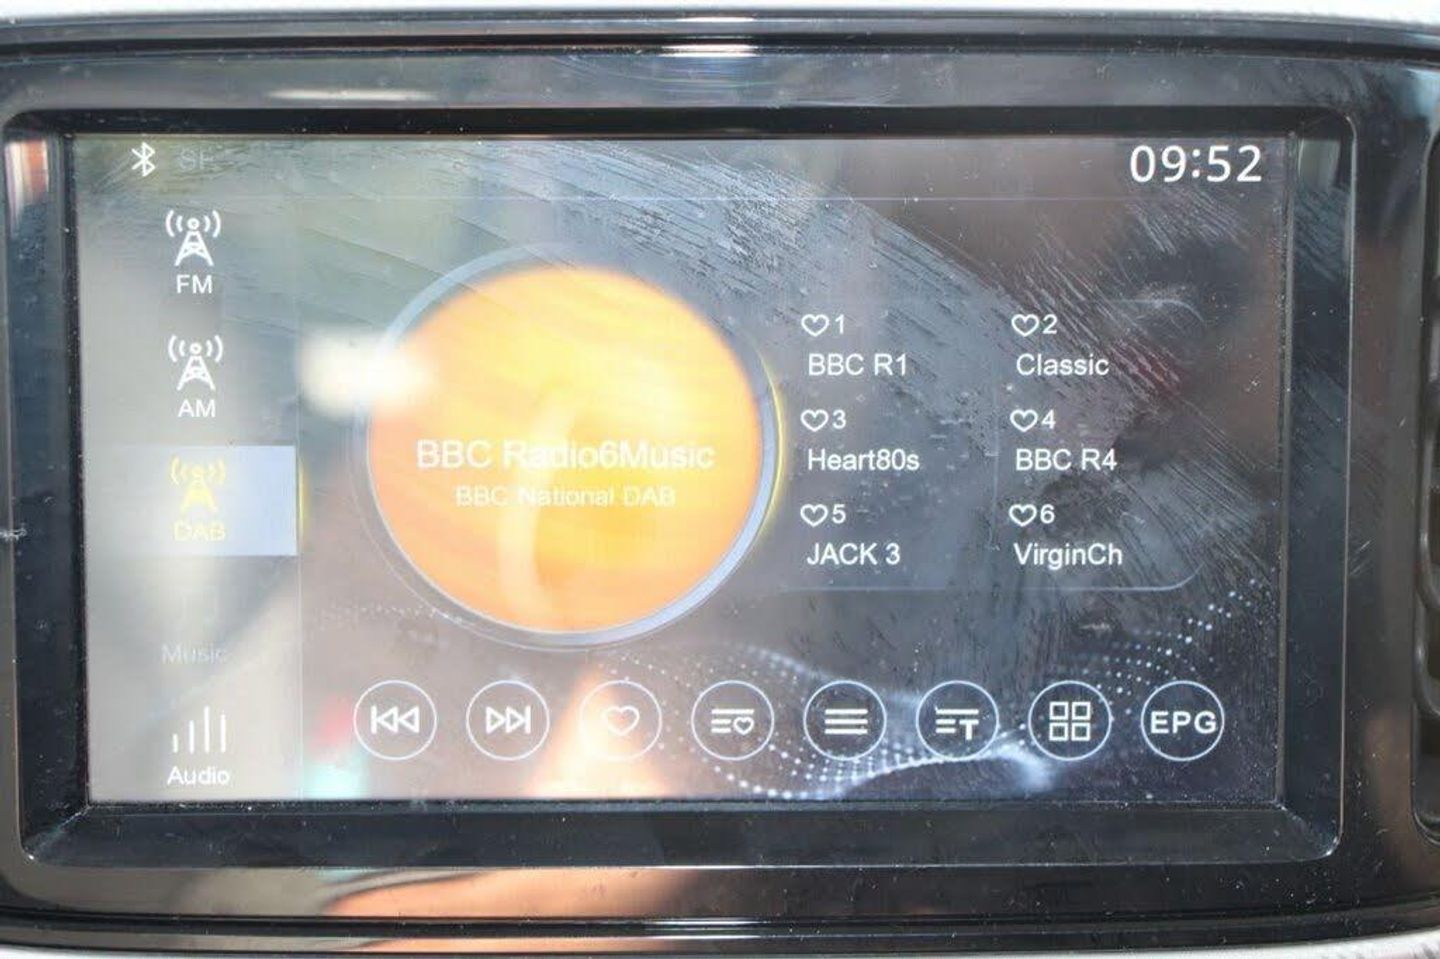 09:52
FM
AM
DAB
Music
Audio
BBC Radio6Music
BBC National DAB
1
BBC R1
2
Classic
3
Heart80s
4
BBC R4
5
JACK 3
6
VirginCh
T
EPG